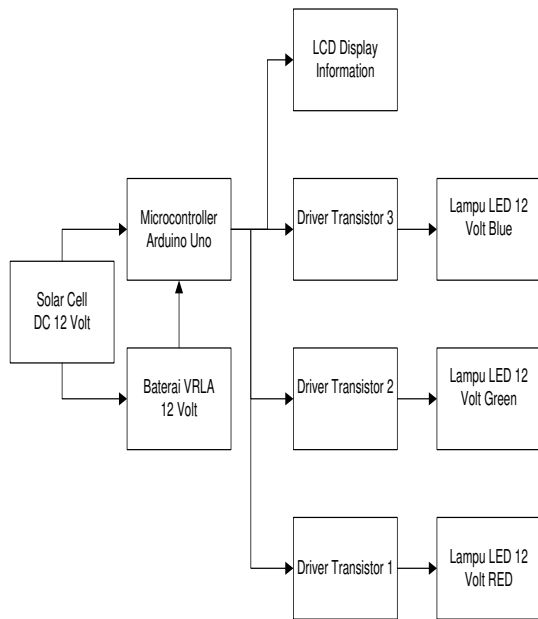 LCD Display
Information
Microcontroller
Arduino Uno
Driver Transistor 3
Lampu LED 12
Volt Blue
Solar Cell
DC 12 Volt
Baterai VRLA
12 Volt
Driver Transistor 2
Lampu LED 12
Volt Green
Driver Transistor 1
Lampu LED 12
Volt RED